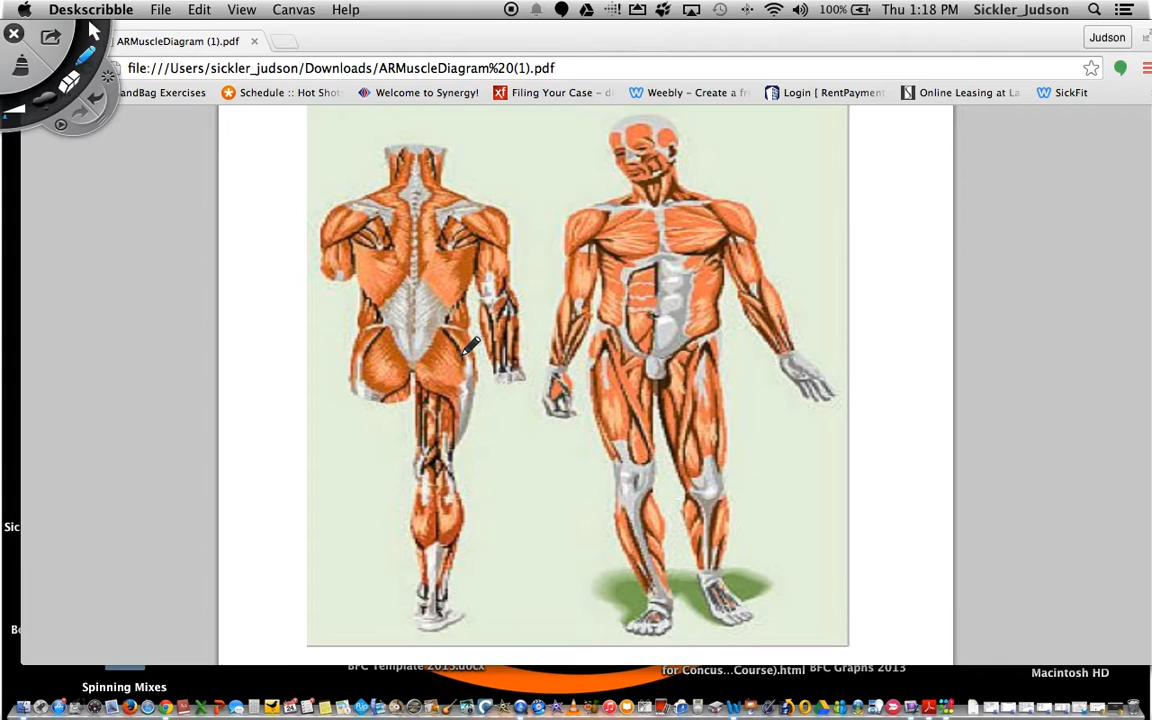 Deskscribble File Edit View Canvas Help 100% Thu 1:18 PM Sickler_Judson
ARMuscleDiagram (1).pdf Judson
file:///Users/sickler_judson/Downloads/ARMuscleDiagram%20(1).pdf
andBag Exercises Schedule :: Hot Shot Welcome to Synergy! Filing Your Case – d Weebly - Create a fr Login | RentPayment Online Leasing at La SickFit
Sic
Bo
BFC Template 2013.docx for Concus...Course).html BFC Graphs 2013 Macintosh HD
Spinning Mixes